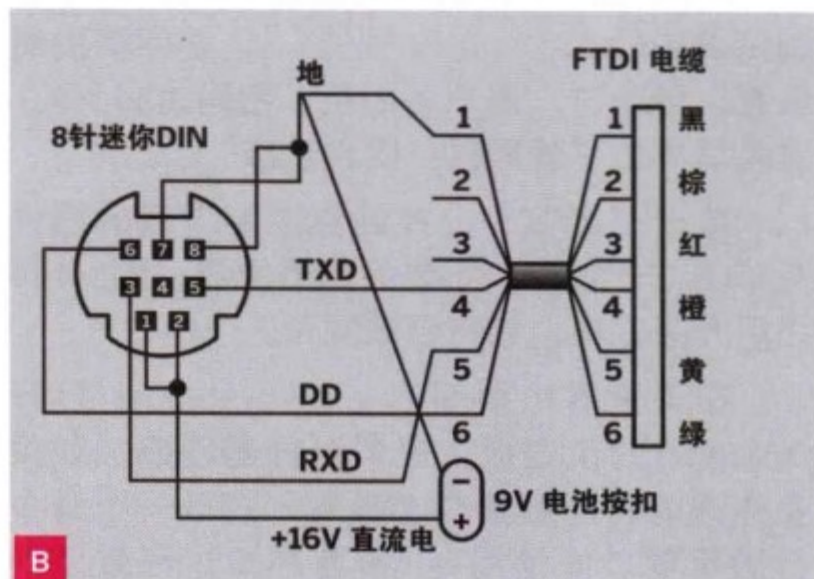 FTDI 电缆
地
8针迷你DIN
1
2
3
4
5
6
1 黑
2 棕
3 红
4 橙
5 黄
6 绿
6 7 8
3 4 5
1 2
TXD
DD
RXD
−
+
9V 电池按扣
+16V 直流电
B